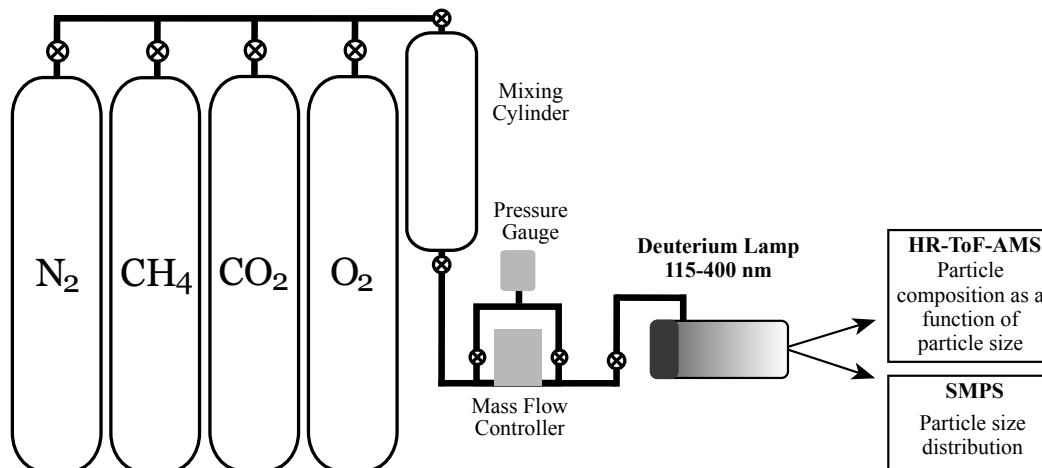 N₂
CH₄
CO₂
O₂
Mixing
Cylinder
Pressure
Gauge
Mass Flow
Controller
Deuterium Lamp
115-400 nm
HR-ToF-AMS
Particle
composition as a
function of
particle size
SMPS
Particle size
distribution